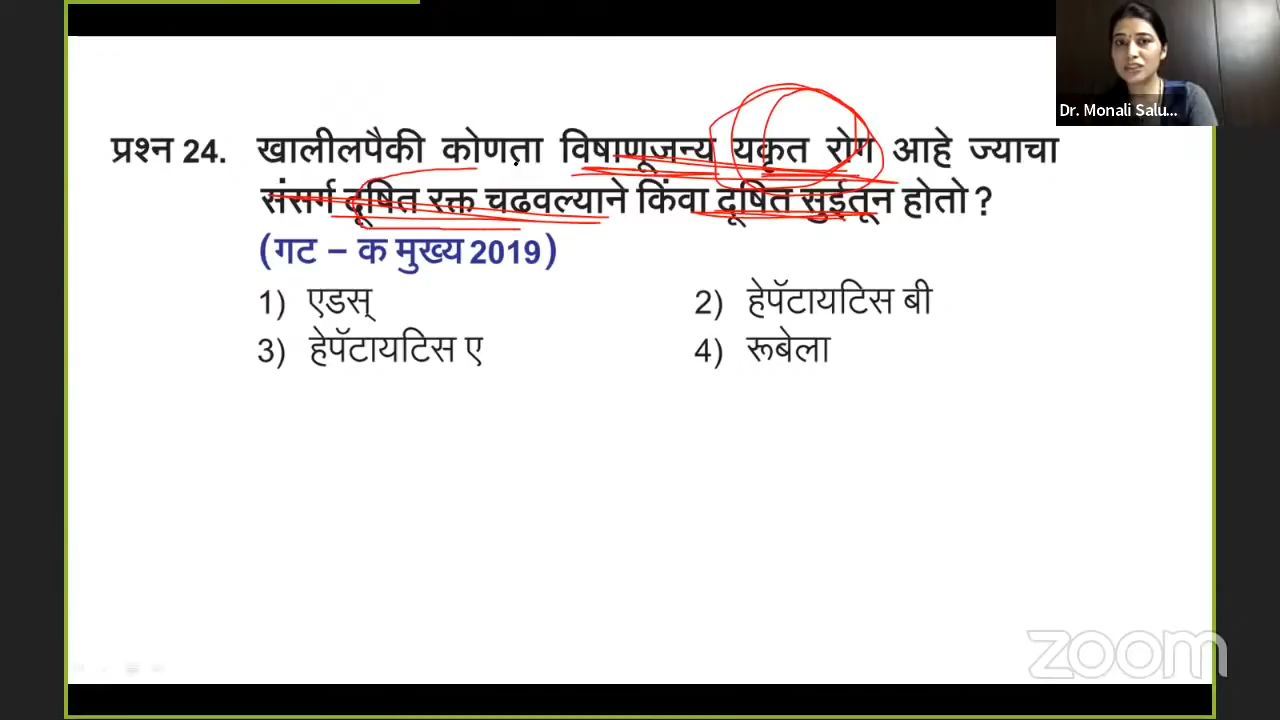 Dr. Monali Salu...
प्रश्न 24. खालीलपैकी कोणता विषाणूजन्य यकृत रोग आहे ज्याचा
संसर्ग दूषित रक्त चढवल्याने किंवा दूषित सुईतून होतो ?
(गट – क मुख्य 2019)
1) एडस् 2) हेपॅटायटिस बी
3) हेपॅटायटिस ए 4) रूबेला
zoom